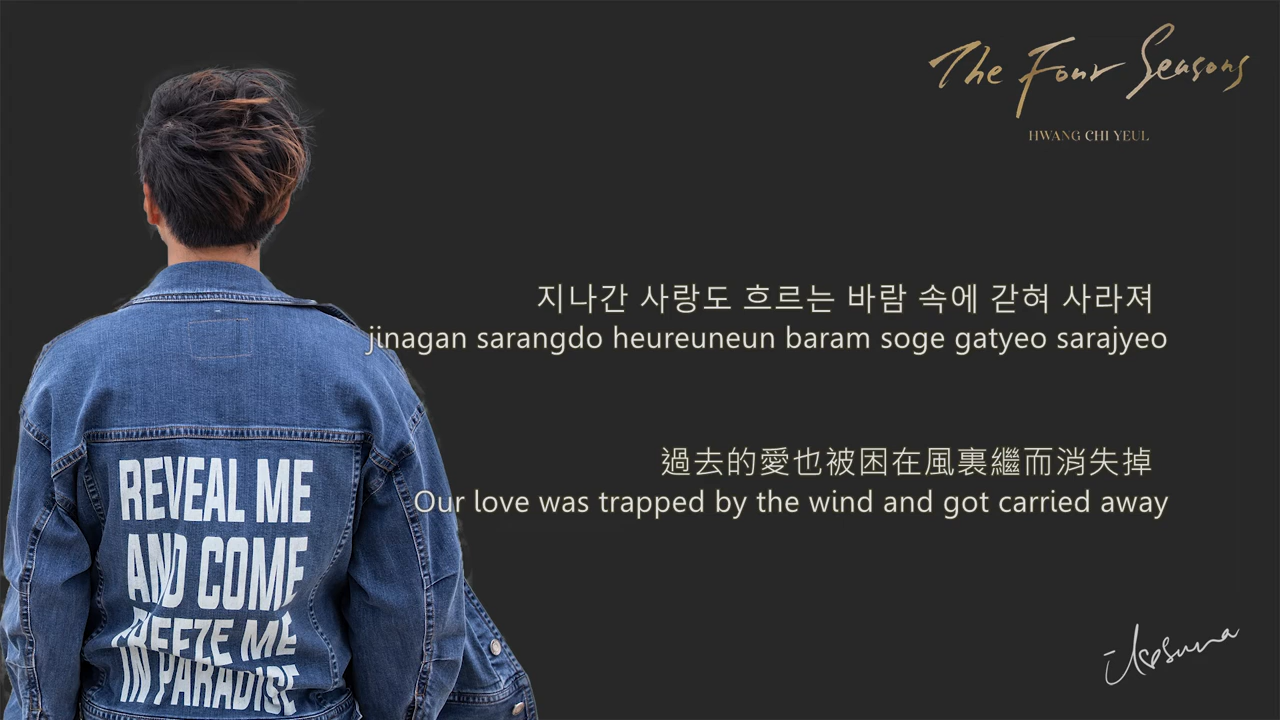 The Four Seasons
HWANG CHI YEUL
지나간 사랑도 흐르는 바람 속에 갇혀 사라져
jinagan sarangdo heureuneun baram soge gatyeo sarajyeo
過去的愛也被困在風裏繼而消失掉
Our love was trapped by the wind and got carried away
REVEAL ME
AND COME
FREEZE ME
IN PARADISE